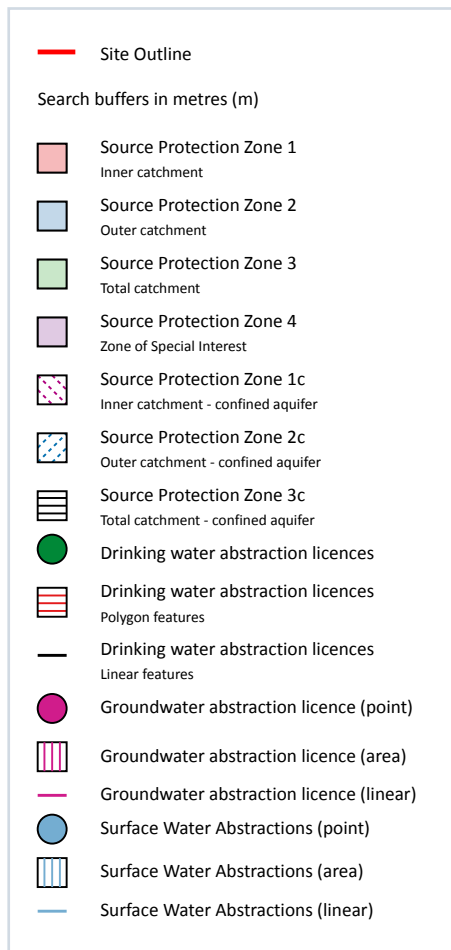 Site Outline
Search buffers in metres (m)
Source Protection Zone 1
Inner catchment
Source Protection Zone 2
Outer catchment
Source Protection Zone 3
Total catchment
Source Protection Zone 4
Zone of Special Interest
Source Protection Zone 1c
Inner catchment - confined aquifer
Source Protection Zone 2c
Outer catchment - confined aquifer
Source Protection Zone 3c
Total catchment - confined aquifer
Drinking water abstraction licences
Drinking water abstraction licences
Polygon features
Drinking water abstraction licences
Linear features
Groundwater abstraction licence (point)
Groundwater abstraction licence (area)
Groundwater abstraction licence (linear)
Surface Water Abstractions (point)
Surface Water Abstractions (area)
Surface Water Abstractions (linear)